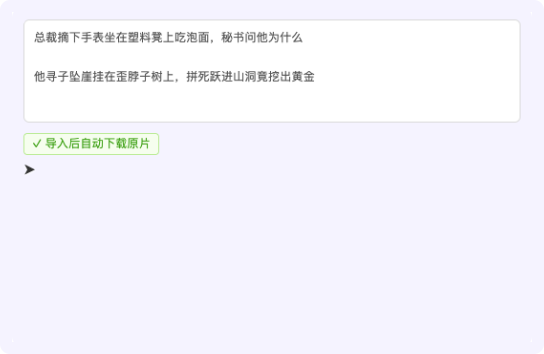 总裁摘下手表坐在塑料凳上吃泡面，秘书问他为什么
他寻子坠崖挂在歪脖子树上，拼死跃进山洞竟挖出黄金
✓ 导入后自动下载原片